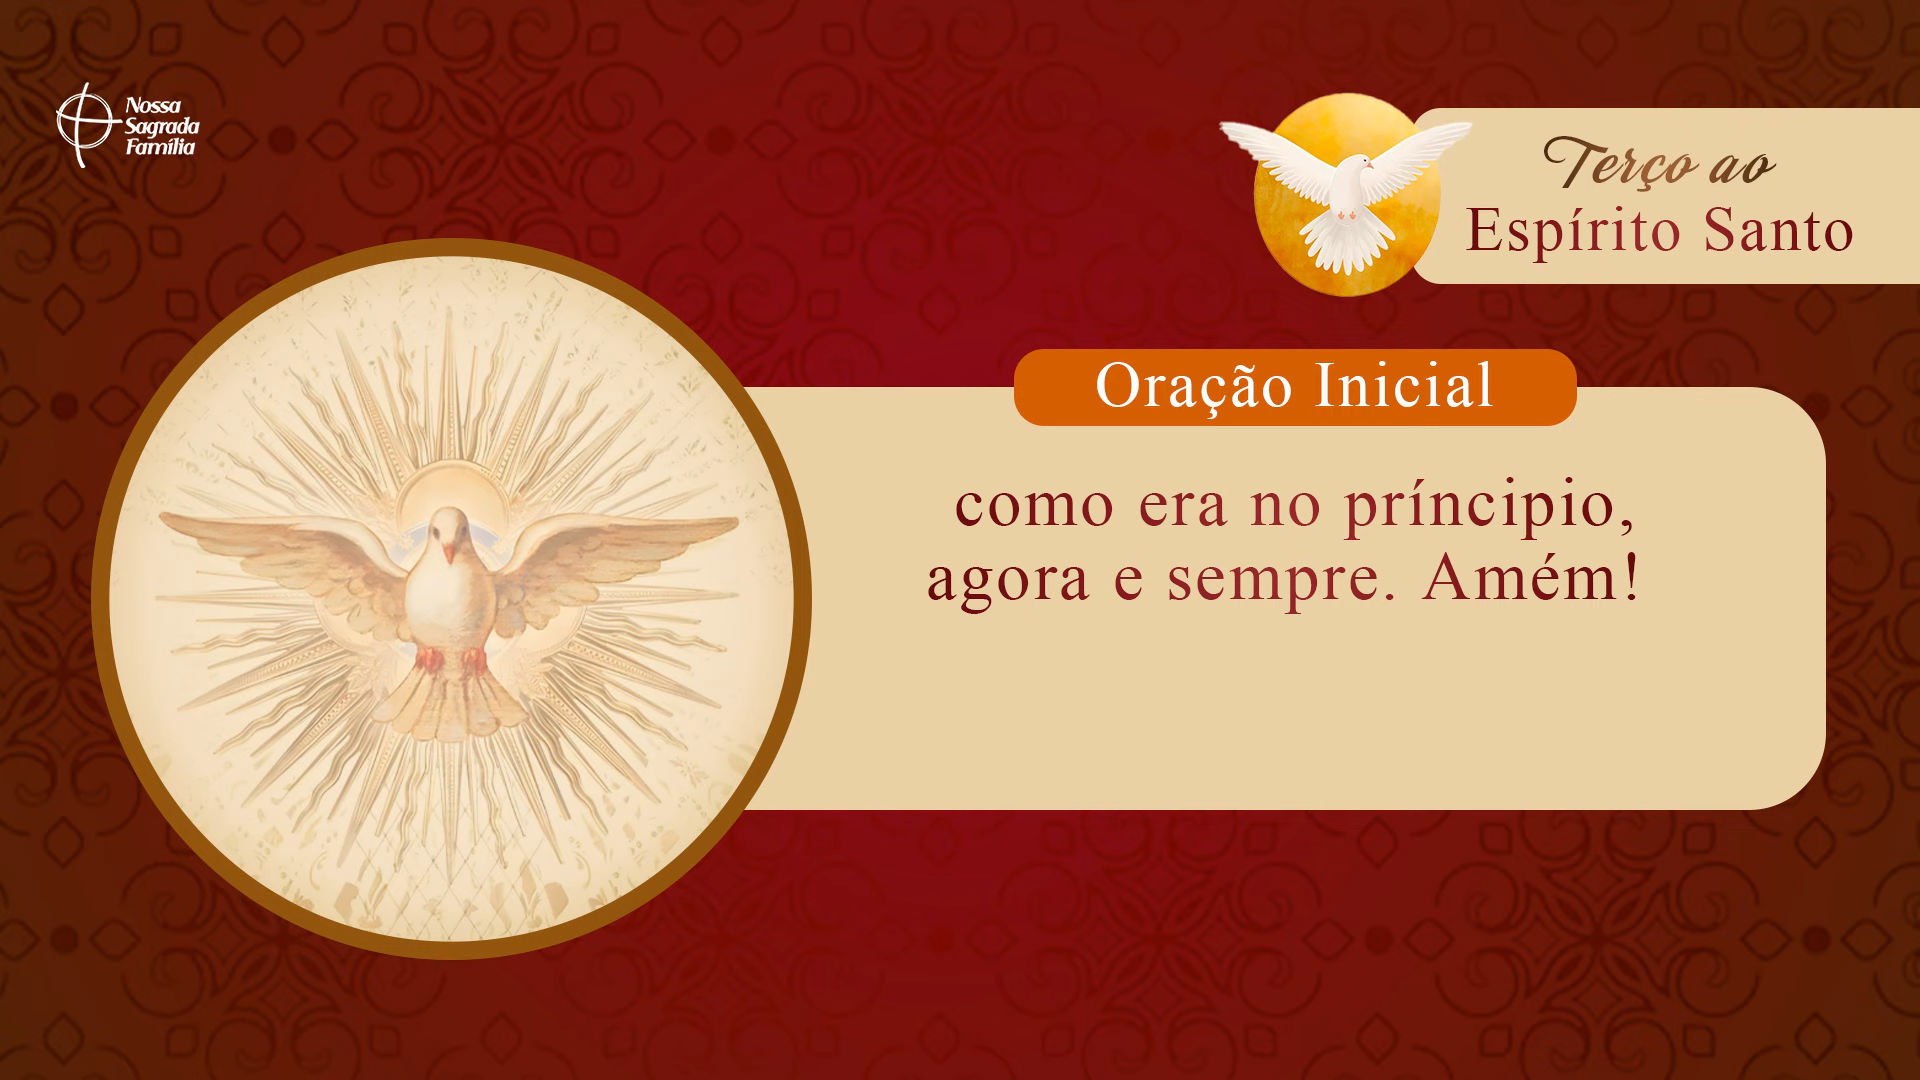 Nossa
Sagrada
Família
Terço ao
Espírito Santo
Oração Inicial
como era no príncipio,
agora e sempre. Amém!